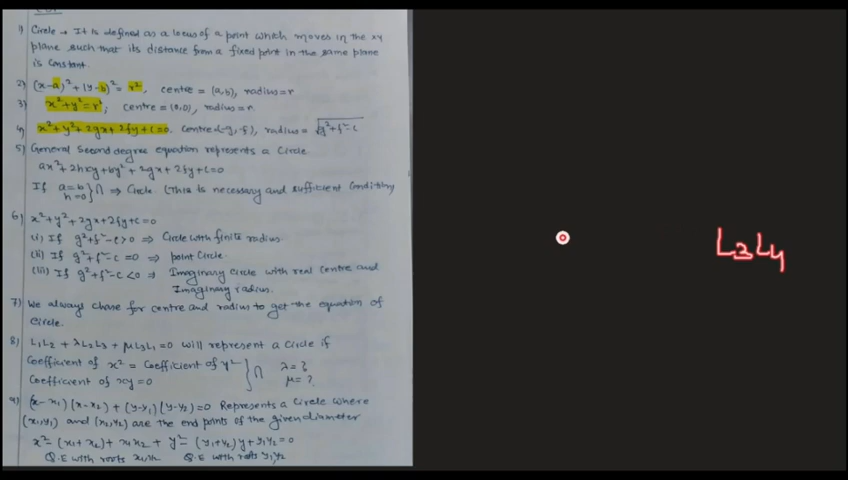 1) Circle → It is defined as a locus of a point which moves in the xy
plane such that its distance from a fixed point in the same plane
is constant.
2) (x-a)² + (y-b)² = r², centre = (a,b), radius = r
3) x²+y² = r², centre = (0,0), radius = r
4) x²+y²+2gx+2fy+c=0, centre(-g,-f), radius = √g²+f²-c
5) General second degree equation represents a Circle
ax²+2hxy+by²+2gx+2fy+c=0
If a=b h=0 } ∩ ⇒ Circle (This is necessary and sufficient condition)
6) x²+y²+2gx+2fy+c=0
(i) If g²+f²-c>0 ⇒ Circle with finite radius.
(ii) If g²+f²-c=0 ⇒ point Circle.
(iii) If g²+f²-c<0 ⇒ Imaginary circle with real centre and
Imaginary radius.
7) We always chase for centre and radius to get the equation of
circle.
8) L₁L₂ + λL₂L₃ + μL₃L₁ = 0 will represent a circle if
Coefficient of x² = Coefficient of y² } ∩ λ = ?
Coefficient of xy = 0 μ = ?
9) (x-x₁)(x-x₂) + (y-y₁)(y-y₂)=0 Represents a circle where
(x₁,y₁) and (x₂,y₂) are the end points of the given diameter
x² - (x₁+x₂) + x₁x₂ + y² - (y₁+y₂)y + y₁y₂ = 0
Q.E with roots Q.E with roots y₁,y₂
L₃L₄